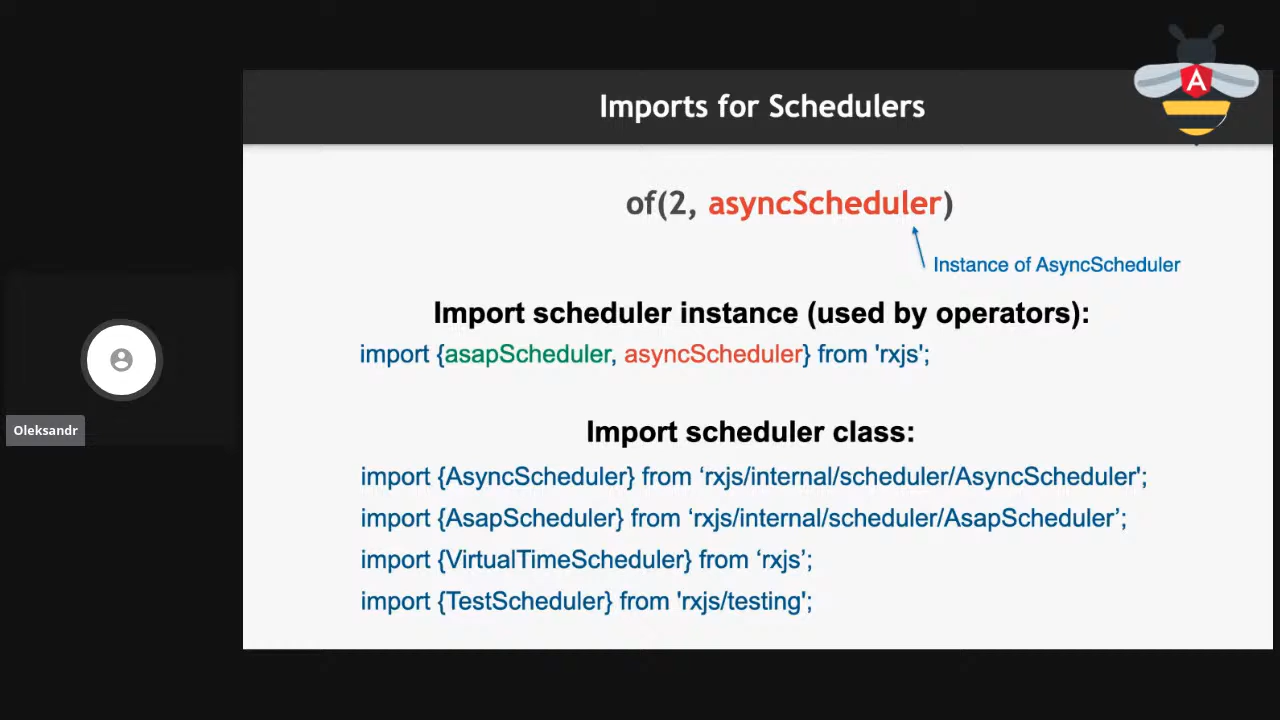 Imports for Schedulers
A
of(2, asyncScheduler)
Instance of AsyncScheduler
Import scheduler instance (used by operators):
import {asapScheduler, asyncScheduler} from 'rxjs';
Oleksandr
Import scheduler class:
import {AsyncScheduler} from ‘rxjs/internal/scheduler/AsyncScheduler';
import {AsapScheduler} from ‘rxjs/internal/scheduler/AsapScheduler’;
import {VirtualTimeScheduler} from ‘rxjs’;
import {TestScheduler} from 'rxjs/testing';